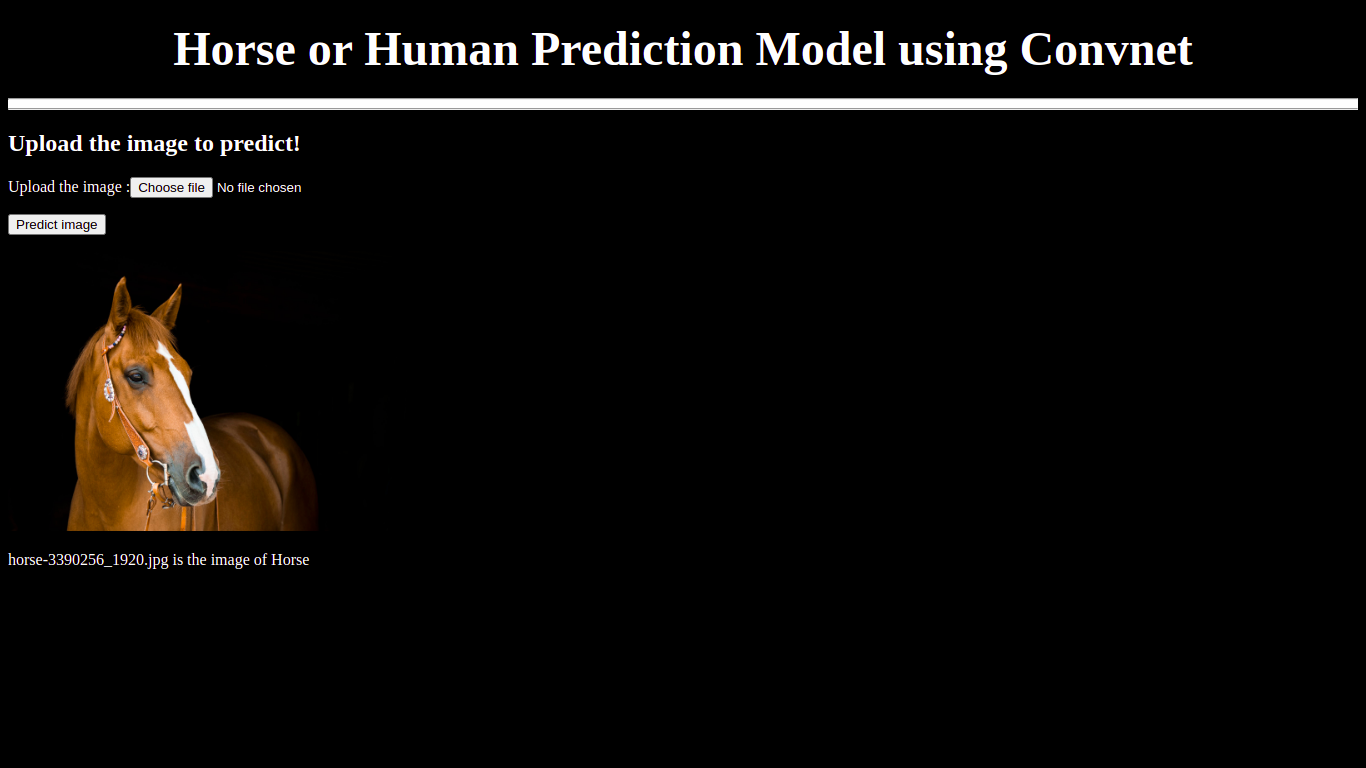 Horse or Human Prediction Model using Convnet
Upload the image to predict!
Upload the image : Choose file No file chosen
Predict image
horse-3390256_1920.jpg is the image of Horse